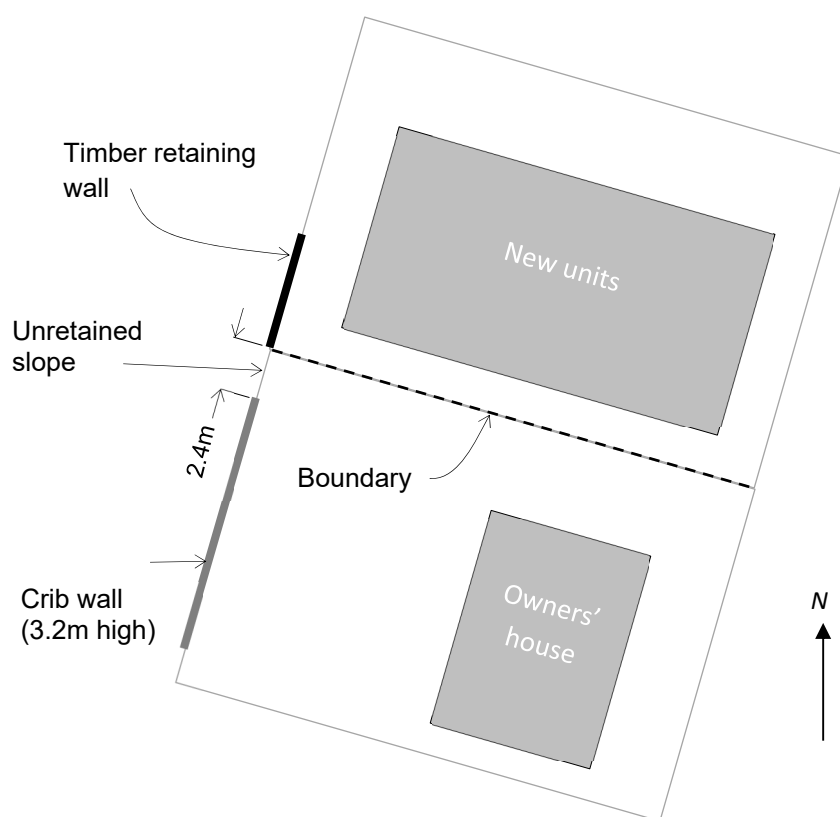 Timber retaining
wall
New units
Unretained
slope
2.4m
Boundary
Crib wall
(3.2m high)
Owners’
house
N